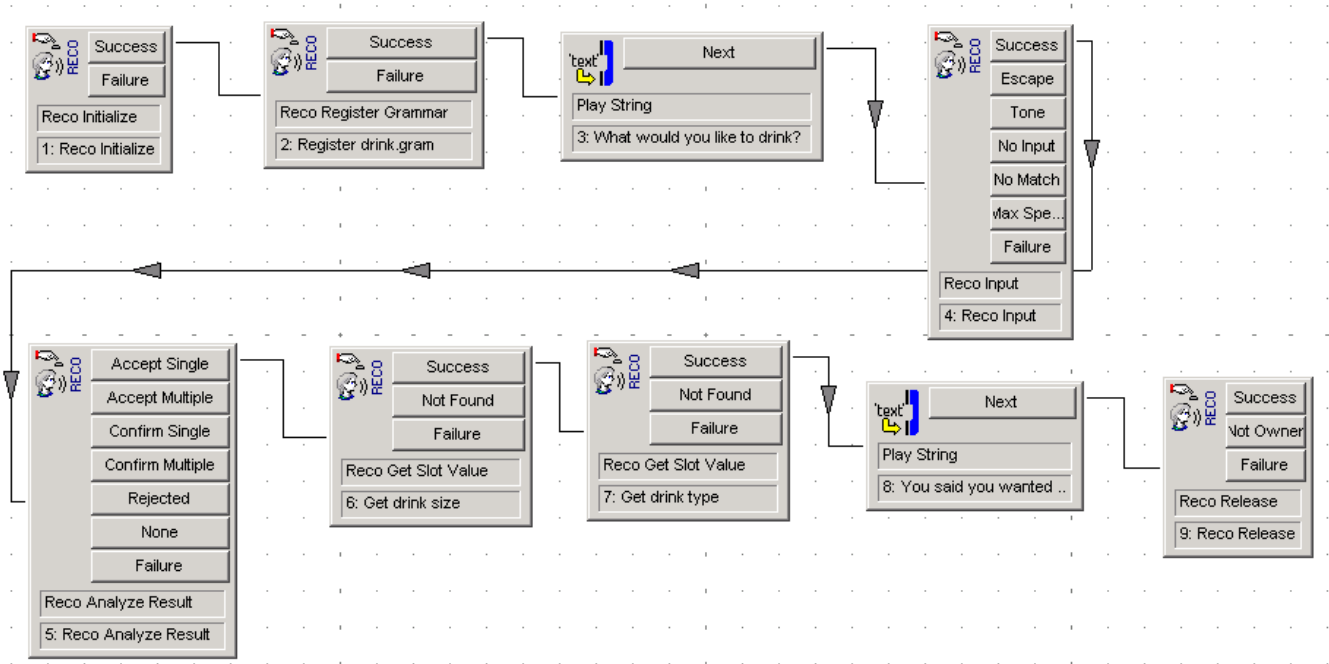 RECO
Success
Failure
Reco Initialize
1: Reco Initialize
RECO
Success
Failure
Reco Register Grammar
2: Register drink.gram
'text'
Next
Play String
3: What would you like to drink?
RECO
Success
Escape
Tone
No Input
No Match
Max Spe...
Failure
Reco Input
4: Reco Input
RECO
Accept Single
Accept Multiple
Confirm Single
Confirm Multiple
Rejected
None
Failure
Reco Analyze Result
5: Reco Analyze Result
RECO
Success
Not Found
Failure
Reco Get Slot Value
6: Get drink size
RECO
Success
Not Found
Failure
Reco Get Slot Value
7: Get drink type
'text'
Next
Play String
8: You said you wanted ..
RECO
Success
Not Owner
Failure
Reco Release
9: Reco Release